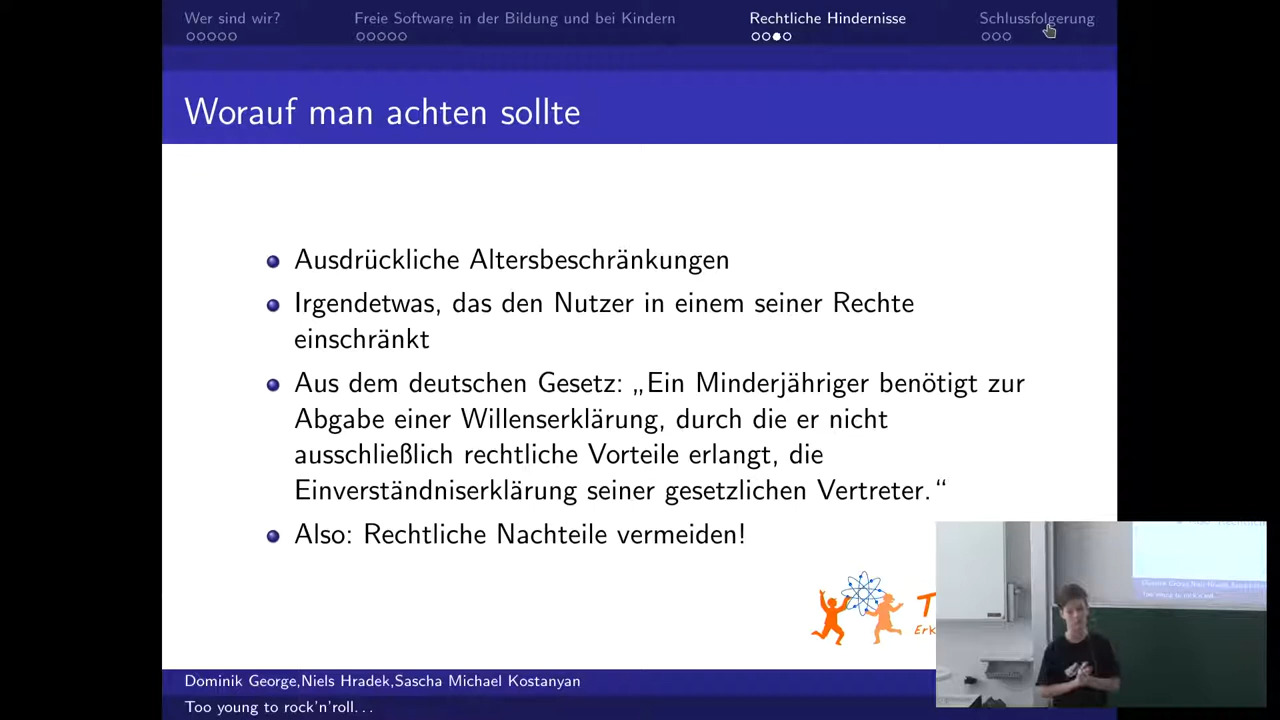 Wer sind wir?
Freie Software in der Bildung und bei Kindern
Rechtliche Hindernisse
Schlussfolgerung
Worauf man achten sollte
Ausdrückliche Altersbeschränkungen
Irgendetwas, das den Nutzer in einem seiner Rechte
einschränkt
Aus dem deutschen Gesetz: „Ein Minderjähriger benötigt zur
Abgabe einer Willenserklärung, durch die er nicht
ausschließlich rechtliche Vorteile erlangt, die
Einverständniserklärung seiner gesetzlichen Vertreter.“
Also: Rechtliche Nachteile vermeiden!
Dominik George,Niels Hradek,Sascha Michael Kostanyan
Too young to rock'n'roll...